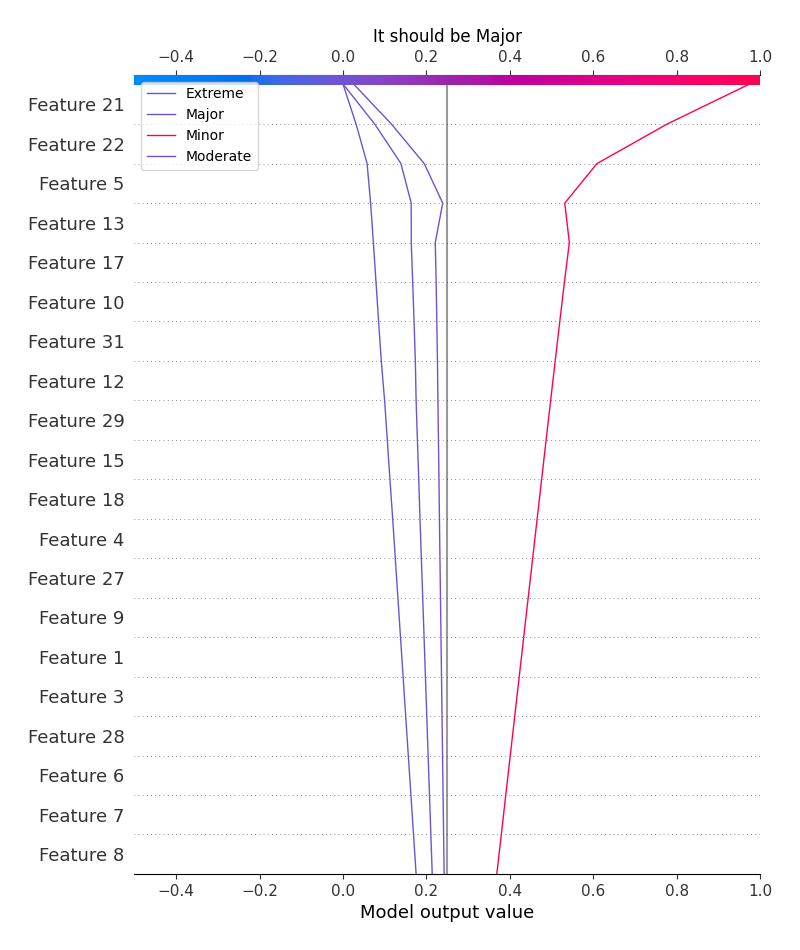 It should be Major
−0.4 −0.2 0.0 0.2 0.4 0.6 0.8 1.0
Extreme
Major
Minor
Moderate
Feature 21
Feature 22
Feature 5
Feature 13
Feature 17
Feature 10
Feature 31
Feature 12
Feature 29
Feature 15
Feature 18
Feature 4
Feature 27
Feature 9
Feature 1
Feature 3
Feature 28
Feature 6
Feature 7
Feature 8
−0.4 −0.2 0.0 0.2 0.4 0.6 0.8 1.0
Model output value